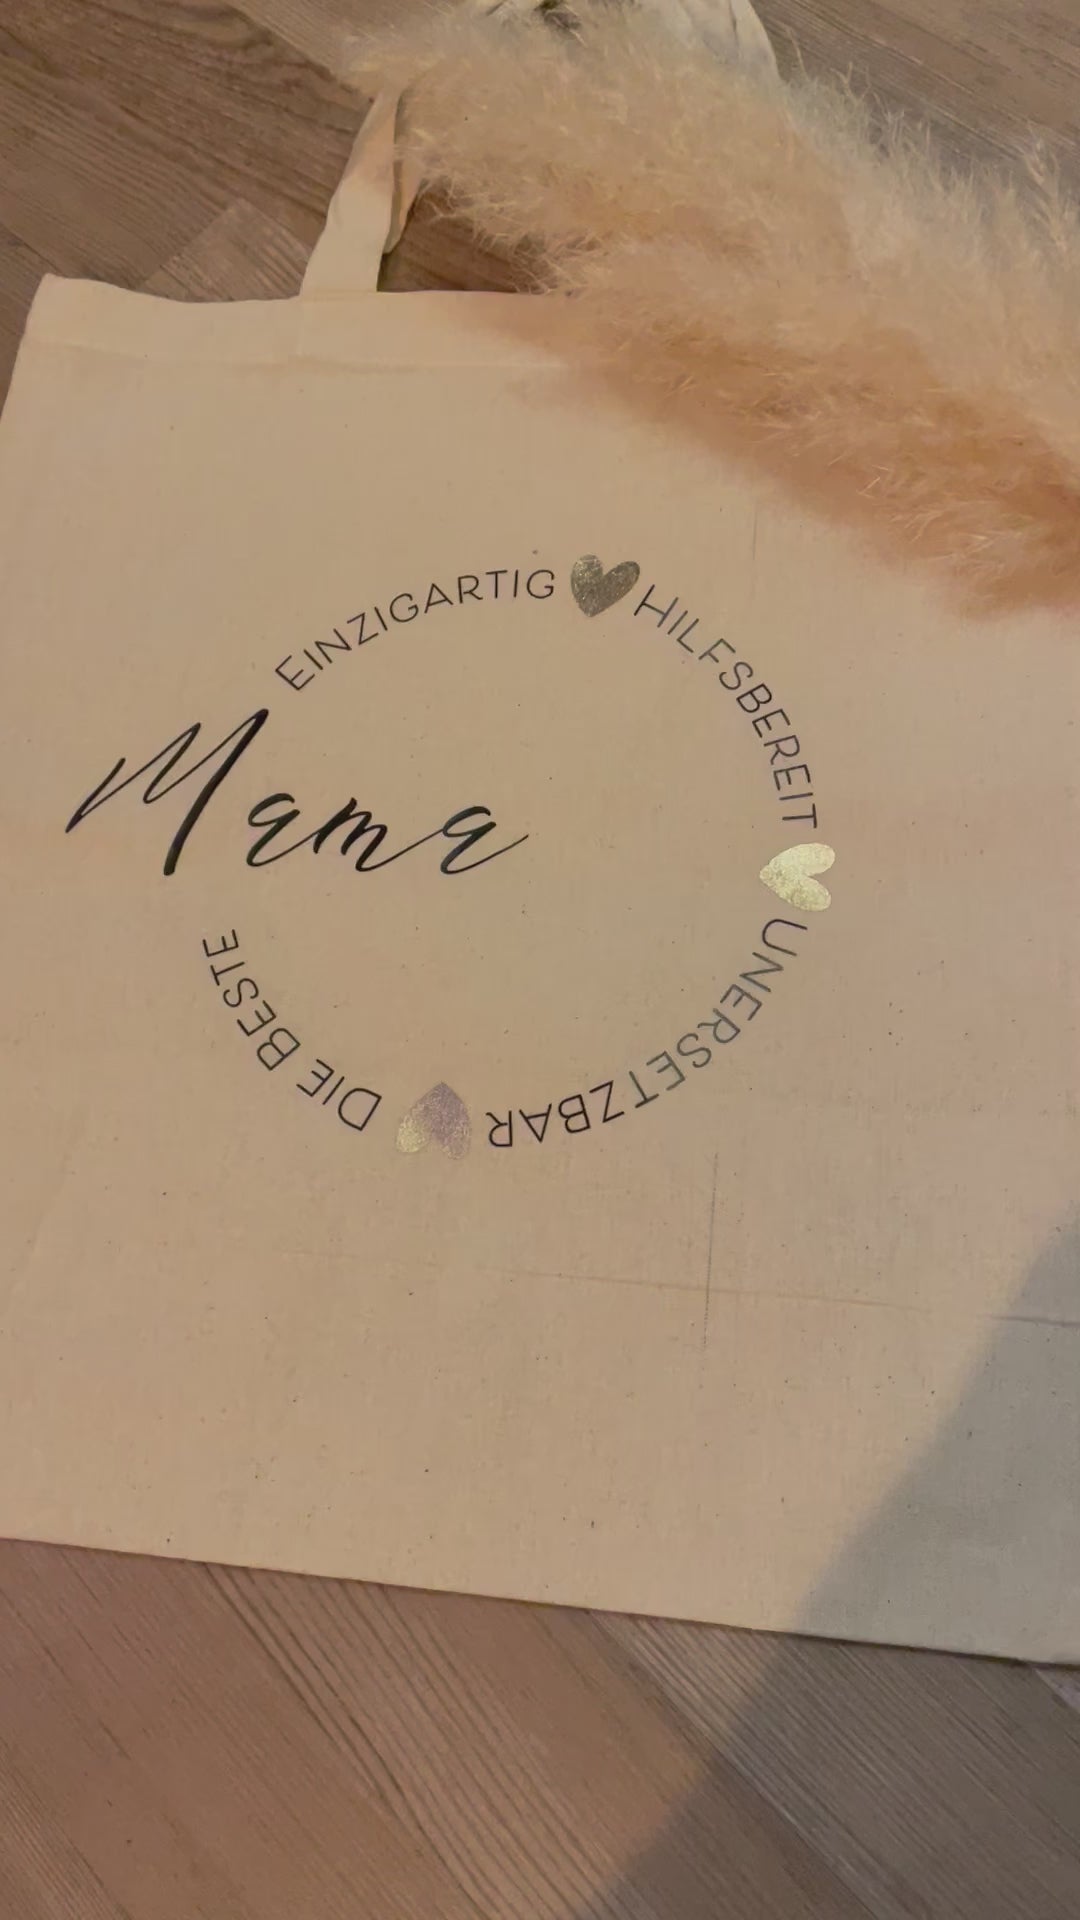 EINZIGARTIG
HILFSBEREIT
UNERSETZBAR
DIE BESTE
Mama